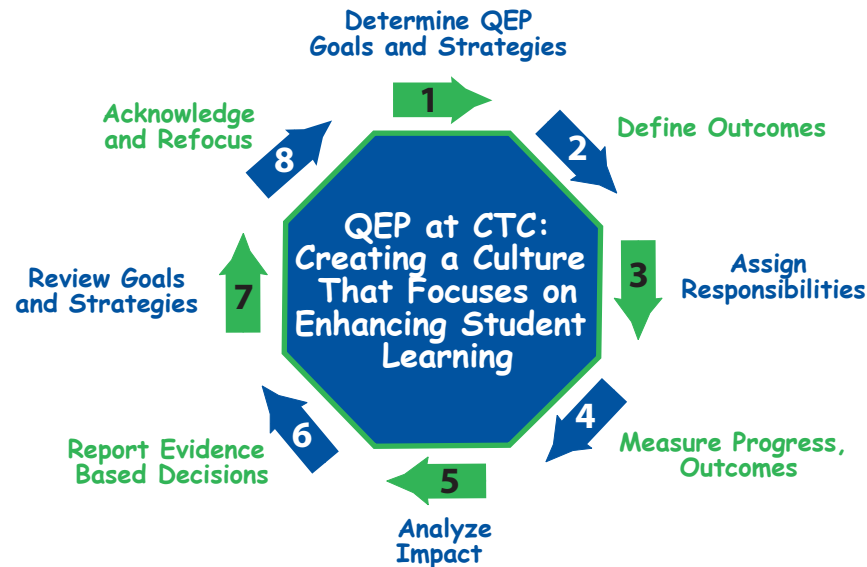 Determine QEP
Goals and Strategies
1
2
Define Outcomes
3
Assign
Responsibilities
4
Measure Progress,
Outcomes
5
Analyze
Impact
6
Report Evidence
Based Decisions
7
Review Goals
and Strategies
8
Acknowledge
and Refocus
QEP at CTC:
Creating a Culture
That Focuses on
Enhancing Student
Learning